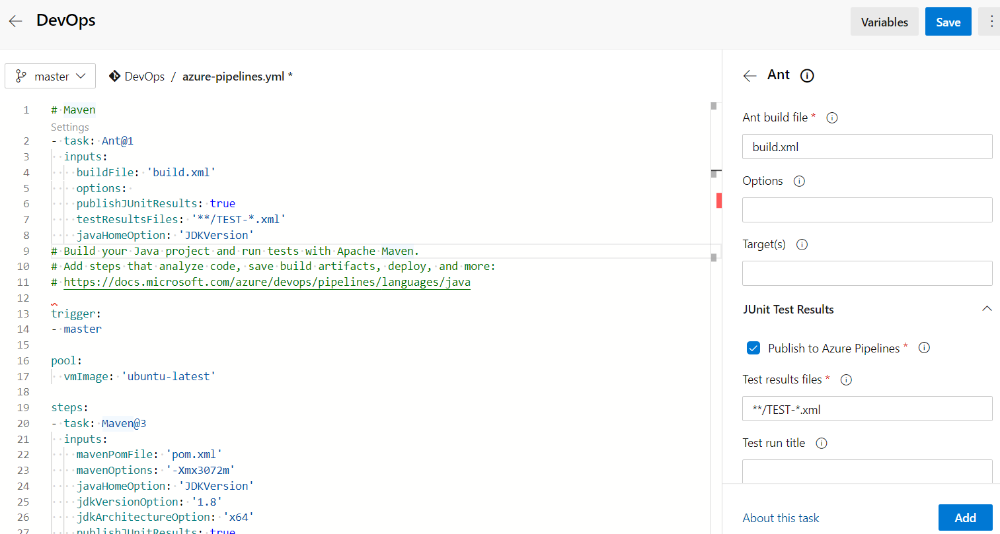 DevOps
Variables
Save
master
DevOps / azure-pipelines.yml *
1 # Maven
Settings
2 - task: Ant@1
3 inputs:
4 buildFile: 'build.xml'
5 options:
6 publishJUnitResults: true
7 testResultsFiles: '**/TEST-*.xml'
8 javaHomeOption: 'JDKVersion'
9 # Build your Java project and run tests with Apache Maven.
10 # Add steps that analyze code, save build artifacts, deploy, and more:
11 # https://docs.microsoft.com/azure/devops/pipelines/languages/java
12
13 trigger:
14 - master
15
16 pool:
17 vmImage: 'ubuntu-latest'
18
19 steps:
20 - task: Maven@3
21 inputs:
22 mavenPomFile: 'pom.xml'
23 mavenOptions: '-Xmx3072m'
24 javaHomeOption: 'JDKVersion'
25 jdkVersionOption: '1.8'
26 jdkArchitectureOption: 'x64'
27 publishJUnitResults: true
Ant
Ant build file *
build.xml
Options
Target(s)
JUnit Test Results
Publish to Azure Pipelines *
Test results files *
**/TEST-*.xml
Test run title
About this task
Add